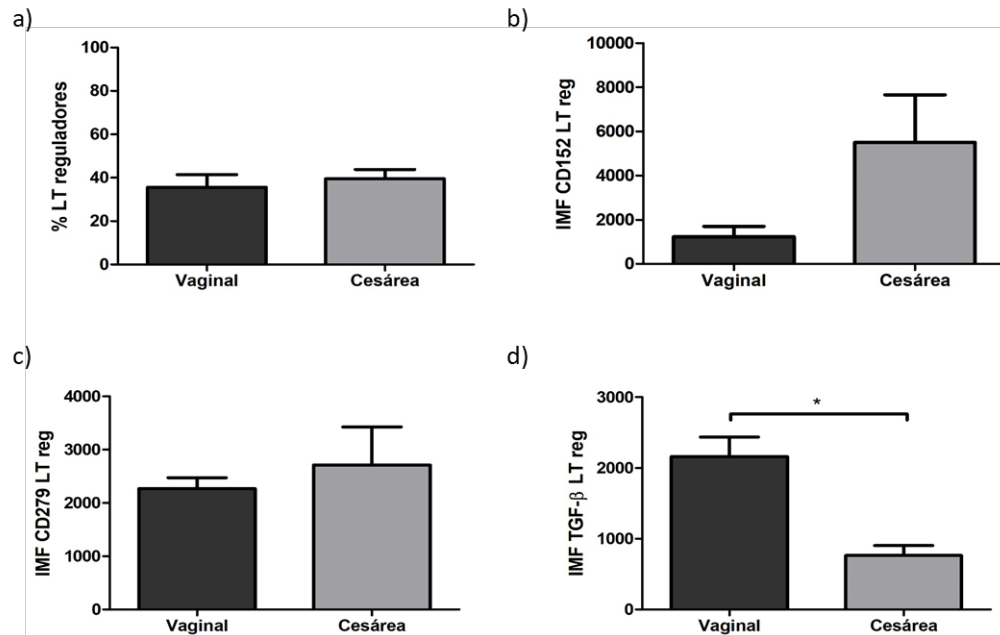 a)
% LT reguladores
100
80
60
40
20
0
Vaginal Cesárea
b)
IMF CD152 LT reg
10000
8000
6000
4000
2000
0
Vaginal Cesárea
c)
IMF CD279 LT reg
4000
3000
2000
1000
0
Vaginal Cesárea
d)
IMF TGF-β LT reg
3000
2000
1000
0
*
Vaginal Cesárea